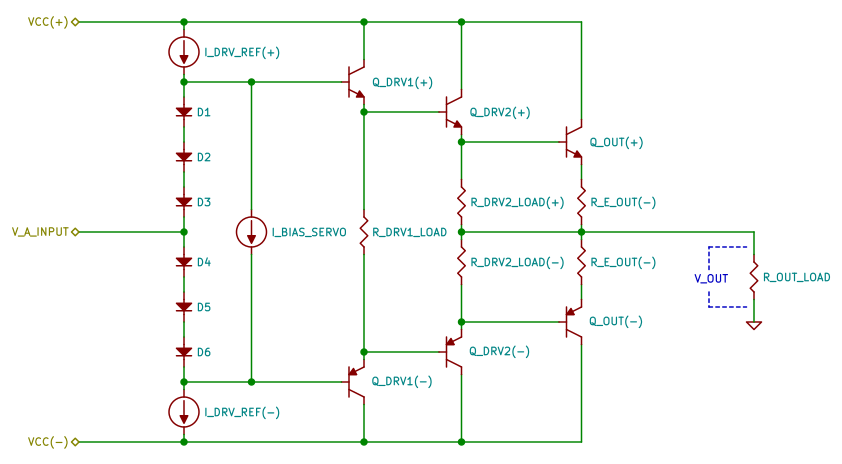 VCC(+)
I_DRV_REF(+)
Q_DRV1(+)
D1
Q_DRV2(+)
D2
Q_OUT(+)
D3
R_DRV2_LOAD(+)
R_E_OUT(-)
V_A_INPUT
I_BIAS_SERVO
R_DRV1_LOAD
D4
R_DRV2_LOAD(-)
R_E_OUT(-)
V_OUT
R_OUT_LOAD
D5
Q_OUT(-)
D6
Q_DRV2(-)
Q_DRV1(-)
I_DRV_REF(-)
VCC(-)